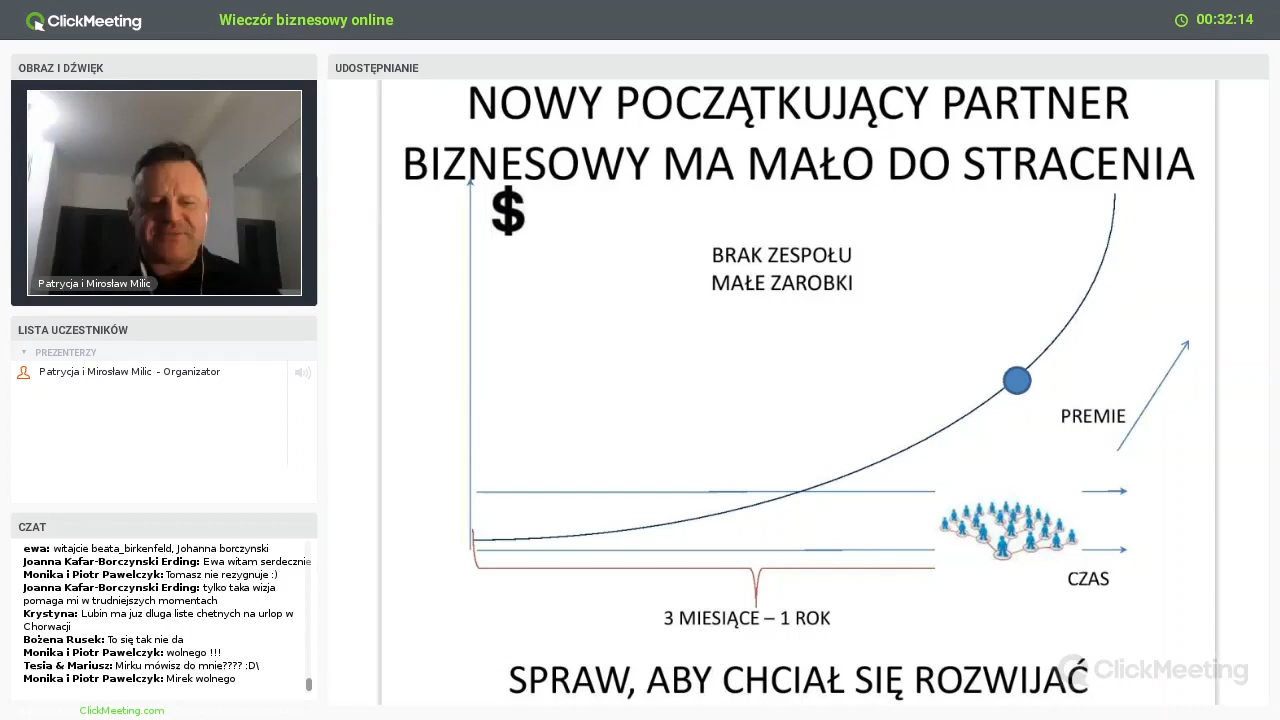 ClickMeeting
Wieczór biznesowy online
00:32:14
OBRAZ I DŹWIĘK
Patrycja i Mirosław Milic
LISTA UCZESTNIKÓW
PREZENTERZY
Patrycja i Mirosław Milic - Organizator
CZAT
ewa: witajcie beata_birkenfeld, Johanna borczynski
Joanna Kafar-Borczynski Erding: Ewa witam serdecznie
Monika i Piotr Pawelczyk: Tomasz nie rezygnuje :)
Joanna Kafar-Borczynski Erding: tylko taka wizja
pomaga mi w trudniejszych momentach
Krystyna: Lubin ma juz dluga liste chetnych na urlop w
Chorwacji
Bożena Rusek: To się tak nie da
Monika i Piotr Pawelczyk: wolnego !!!
Tesia & Mariusz: Mirku mówisz do mnie???? :D\
Monika i Piotr Pawelczyk: Mirek wolnego
ClickMeeting.com
UDOSTĘPNIANIE
NOWY POCZĄTKUJĄCY PARTNER
BIZNESOWY MA MAŁO DO STRACENIA
$
BRAK ZESPOŁU
MAŁE ZAROBKI
PREMIE
CZAS
3 MIESIĄCE – 1 ROK
SPRAW, ABY CHCIAŁ SIĘ ROZWIJAĆ
ClickMeeting